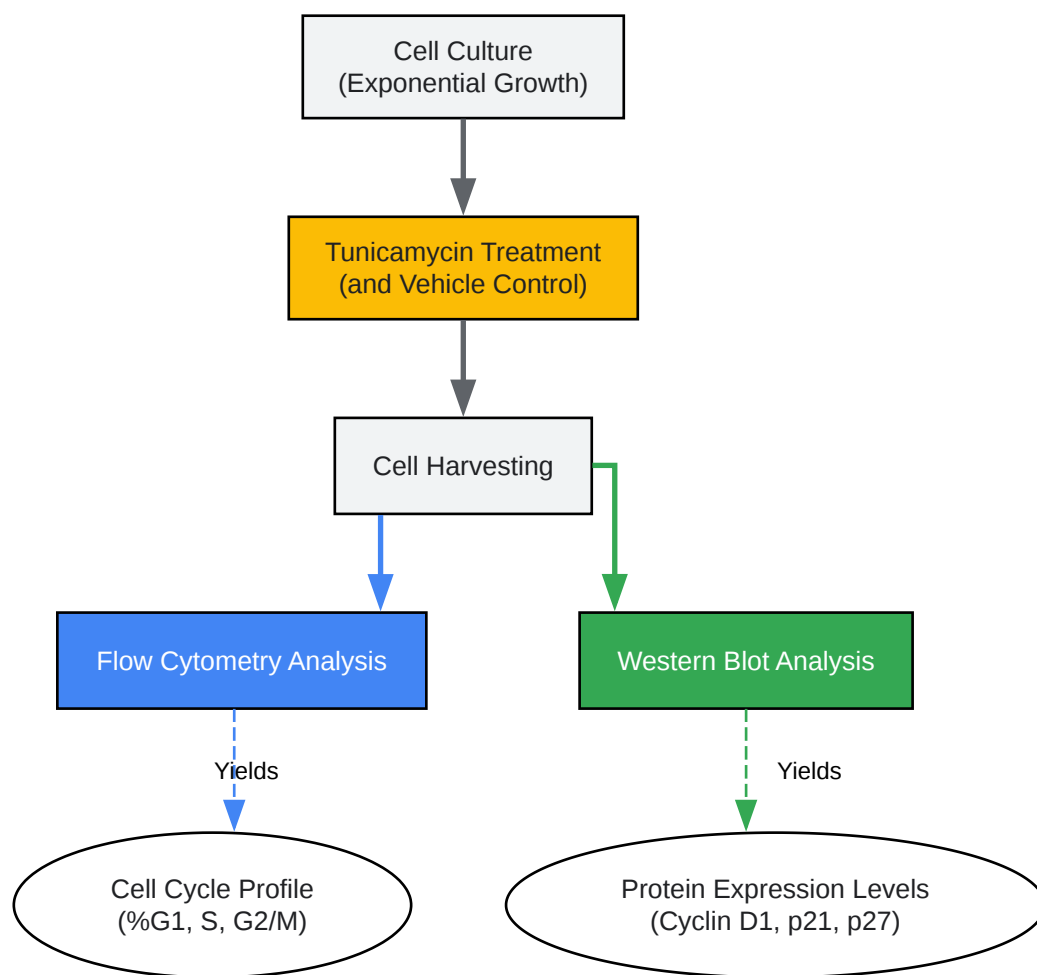 Cell Culture
(Exponential Growth)
Tunicamycin Treatment
(and Vehicle Control)
Cell Harvesting
Flow Cytometry Analysis
Western Blot Analysis
Yields
Yields
Cell Cycle Profile
(%G1, S, G2/M)
Protein Expression Levels
(Cyclin D1, p21, p27)